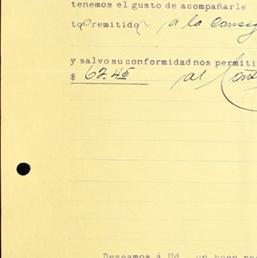 tenemos el gusto de acompañarle
to remitido a la consig
y salvo su conformidad nos permiti
$ 62.45 al
Deseamos á Ud. un buen